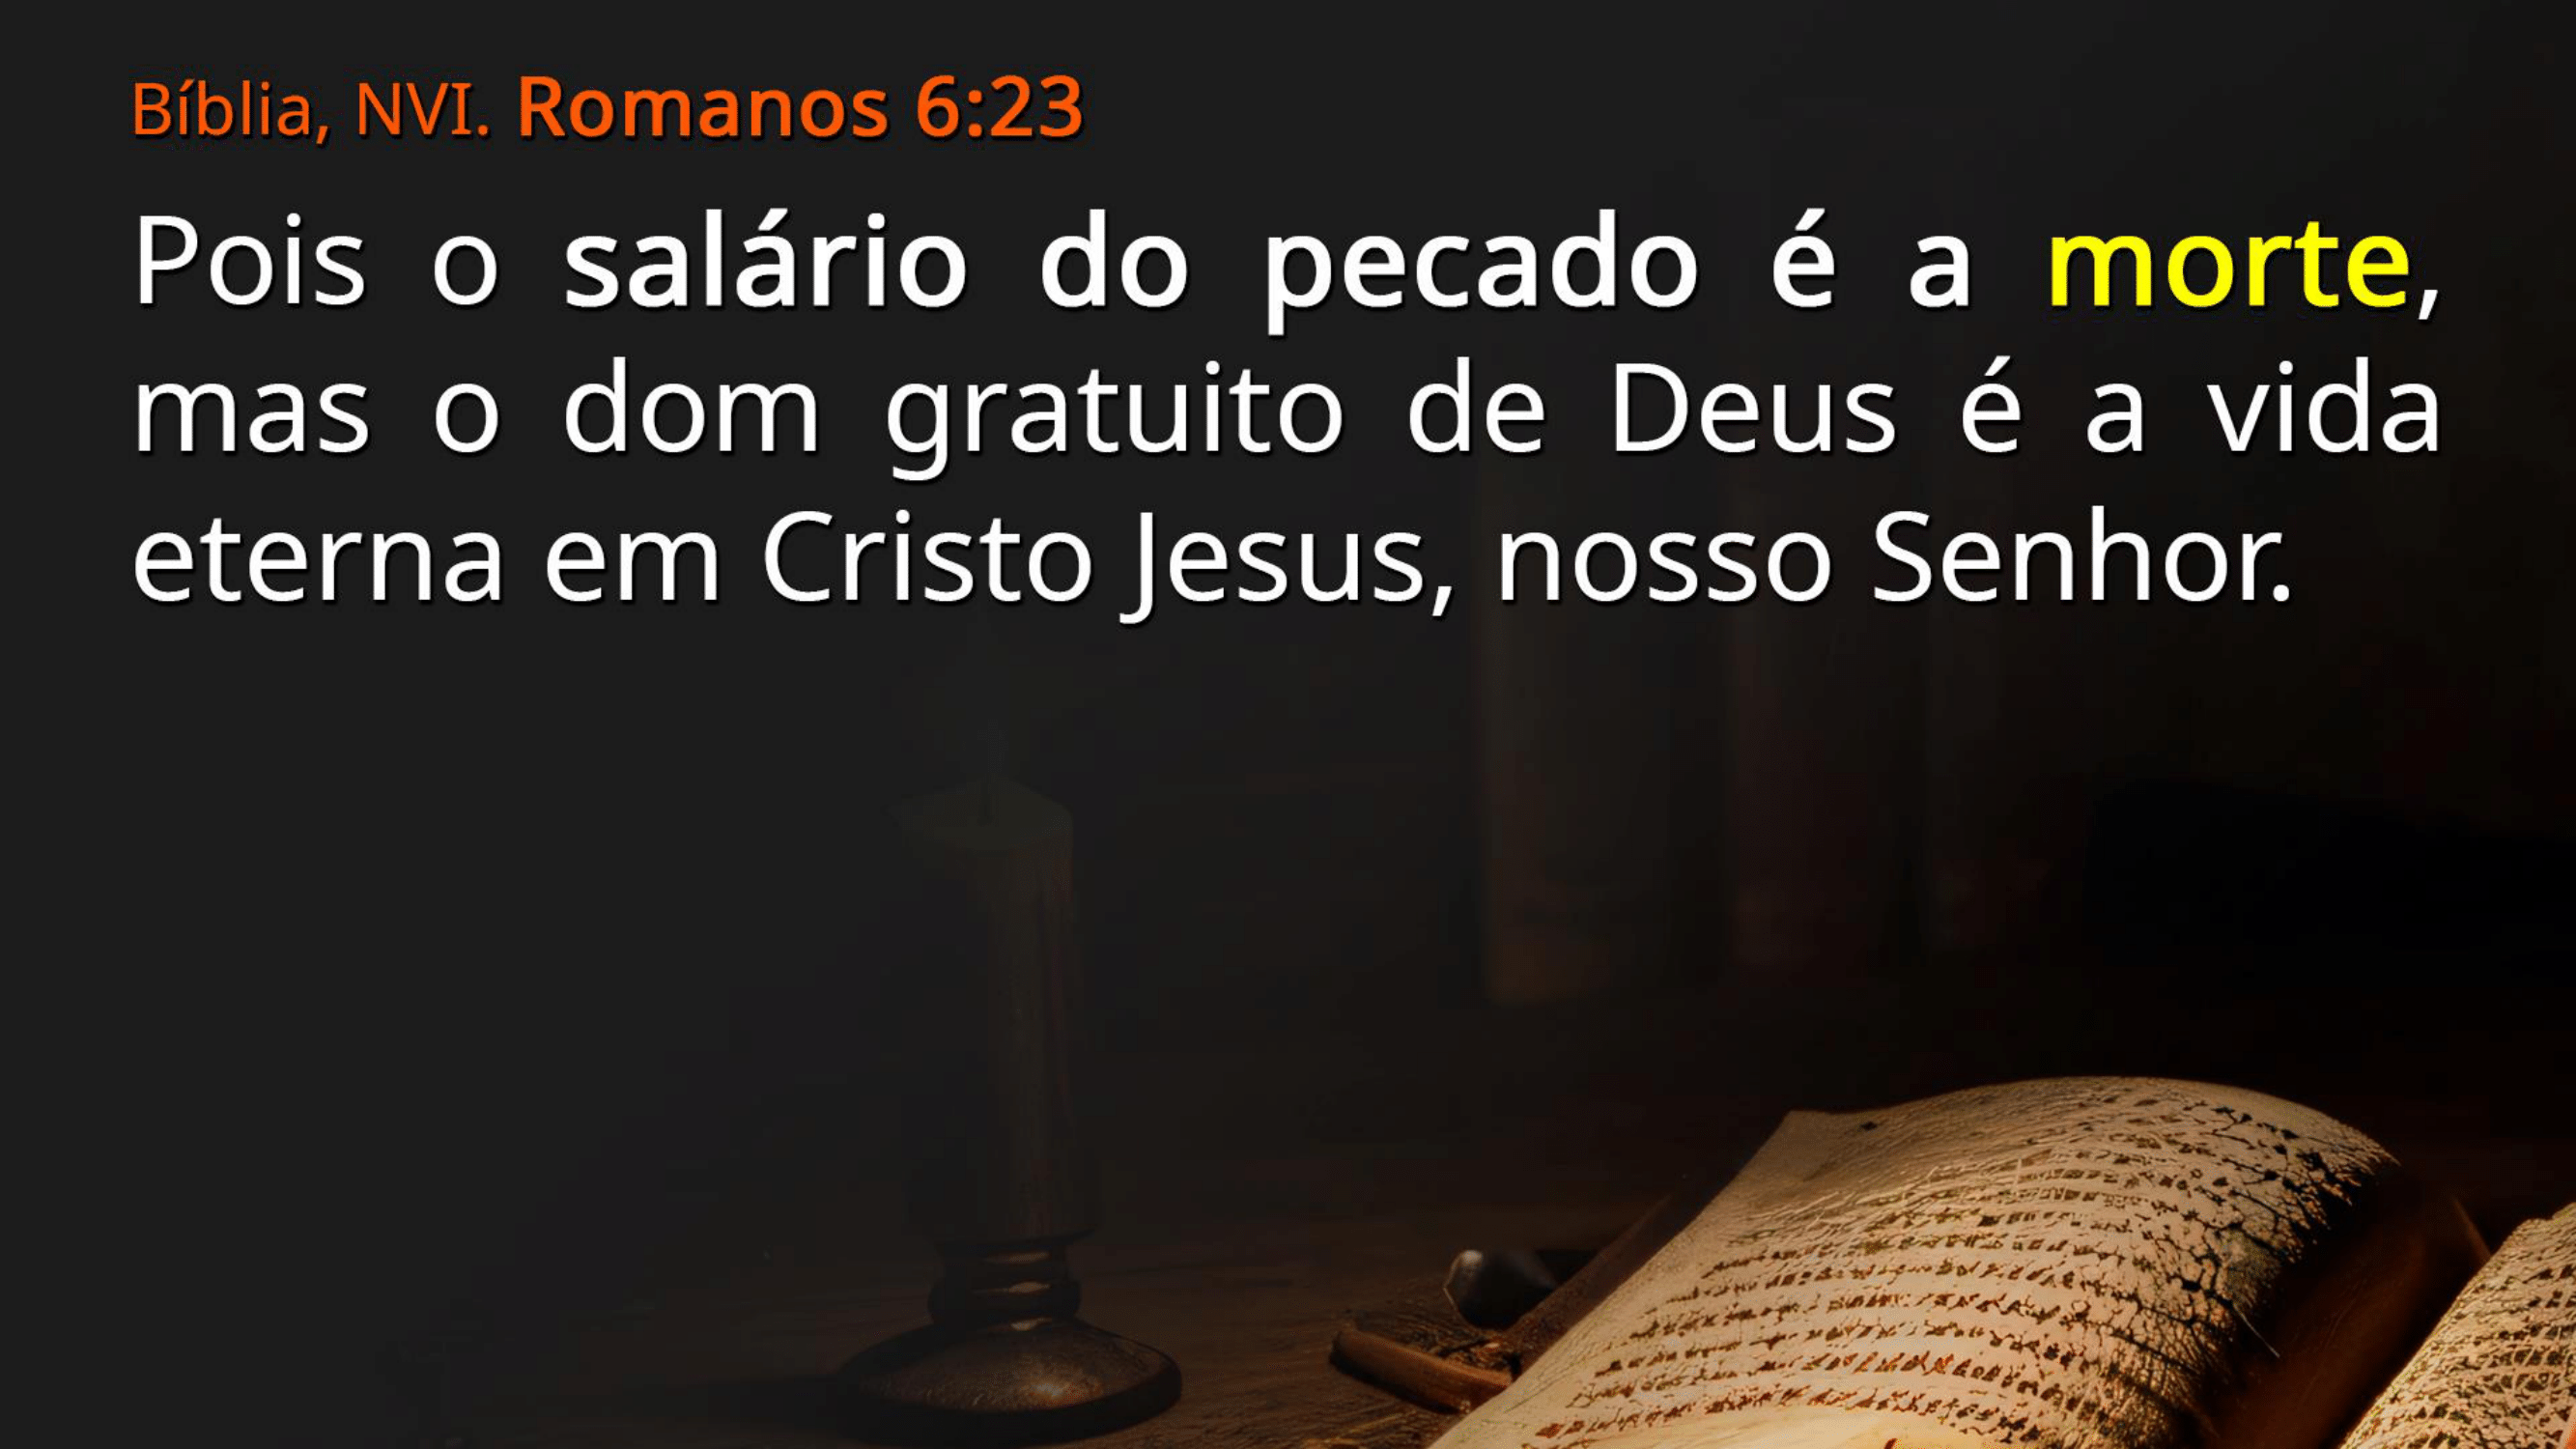 Bíblia, NVI. Romanos 6:23
Pois o salário do pecado é a morte,
mas o dom gratuito de Deus é a vida
eterna em Cristo Jesus, nosso Senhor.